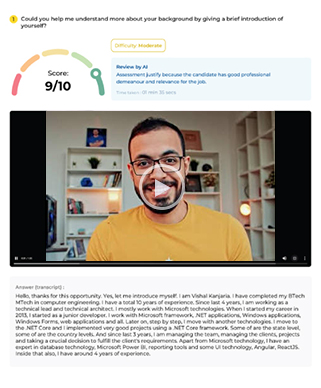 1 Could you help me understand more about your background by giving a brief introduction of
yourself?
Difficulty: Moderate
Score:
9/10
Review by AI
Assessment justify because the candidate has good professional
demeanour and relevance for the job.
Answer (transcript) :
Hello, thanks for this opportunity. Yes, let me introduce myself. I am Vishal Kanjaria. I have completed my BTech
MTech in computer engineering. I have a total 10 years of experience. Since last 4 years, I am working as a
technical lead and technical architect. I mostly work with Microsoft technologies. When I started my career in
2013, I started as a junior developer. I work with Microsoft framework, .NET applications, Windows applications,
Windows Forms, web applications and all. Later on, step by step, I move with another technologies. I move to
the .NET Core and I implemented very good projects using a .NET Core framework. Some of are the state level,
some of are the country levels. And since last 3 years, I am managing the team, managing the clients, projects
and taking a crucial decision to fulfill the client's requirements. Apart from Microsoft technology, I have an
expert in database technology, Microsoft Power BI, reporting tools and some UI technology, Angular, ReactJS.
Inside that also, I have around 4 years of experience.